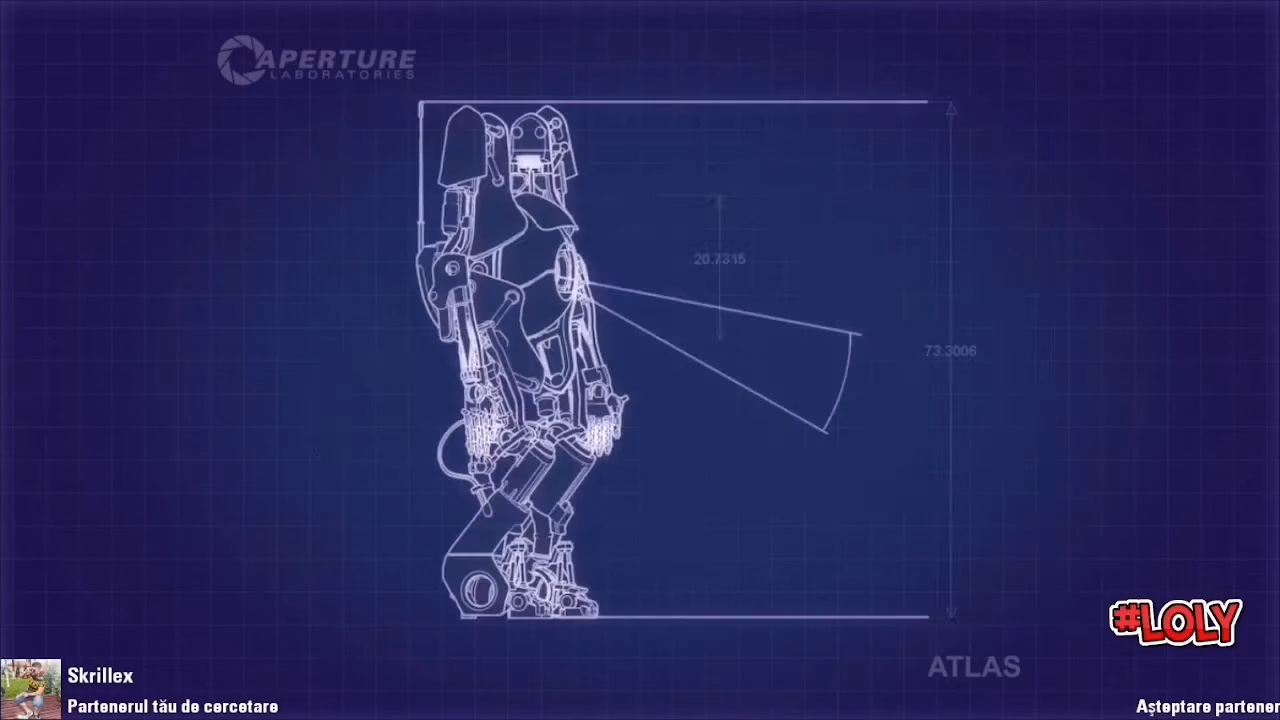 APERTURE
LABORATORIES
20.7315
73.3006
#LOLY
ATLAS
Skrillex
Partenerul tău de cercetare
Așteptare partener